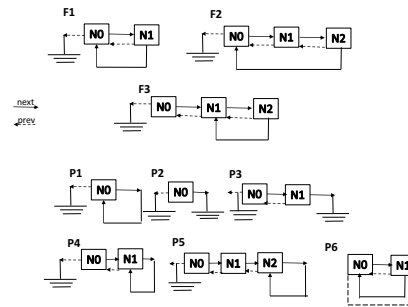 F1
F2
N0 N1
N0 N1 N2
F3
N0 N1 N2
next
prev
P1 P2 P3
N0 N0 N0 N1
P4 P5 P6
N0 N1 N0 N1 N2 N0 N1